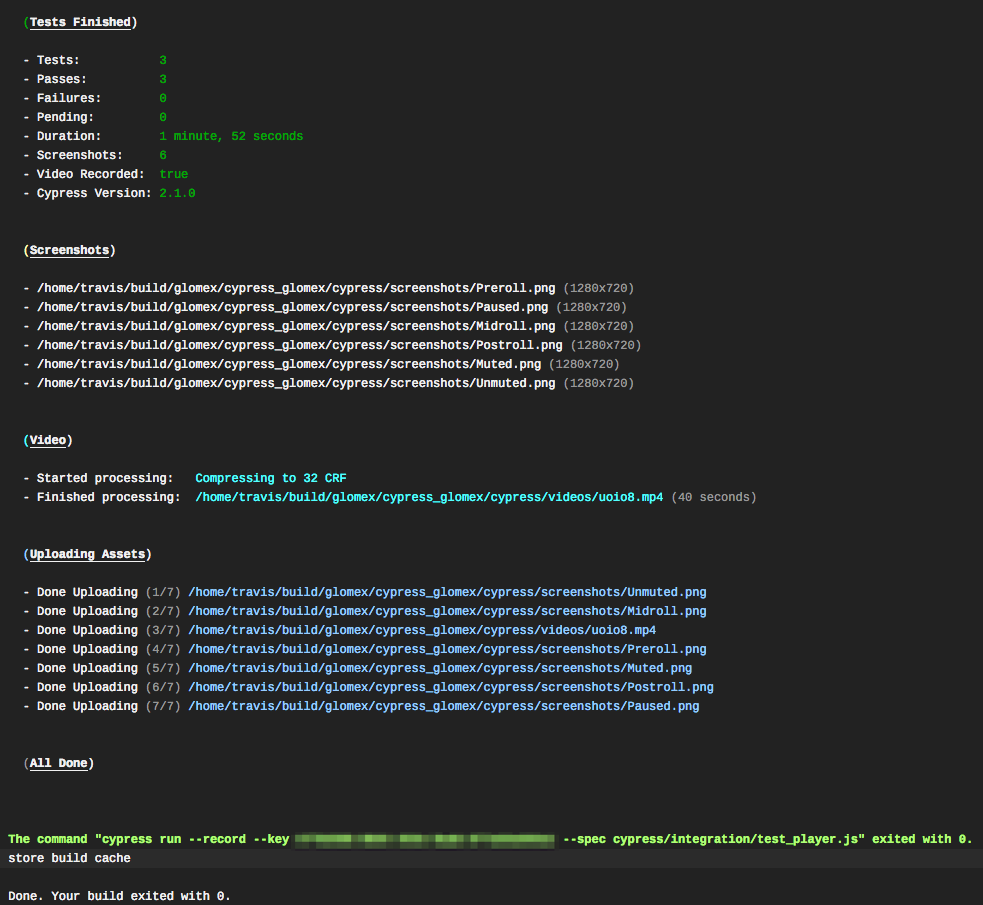 (Tests Finished)
- Tests: 3
- Passes: 3
- Failures: 0
- Pending: 0
- Duration: 1 minute, 52 seconds
- Screenshots: 6
- Video Recorded: true
- Cypress Version: 2.1.0
(Screenshots)
- /home/travis/build/glomex/cypress_glomex/cypress/screenshots/Preroll.png (1280x720)
- /home/travis/build/glomex/cypress_glomex/cypress/screenshots/Paused.png (1280x720)
- /home/travis/build/glomex/cypress_glomex/cypress/screenshots/Midroll.png (1280x720)
- /home/travis/build/glomex/cypress_glomex/cypress/screenshots/Postroll.png (1280x720)
- /home/travis/build/glomex/cypress_glomex/cypress/screenshots/Muted.png (1280x720)
- /home/travis/build/glomex/cypress_glomex/cypress/screenshots/Unmuted.png (1280x720)
(Video)
- Started processing: Compressing to 32 CRF
- Finished processing: /home/travis/build/glomex/cypress_glomex/cypress/videos/uoio8.mp4 (40 seconds)
(Uploading Assets)
- Done Uploading (1/7) /home/travis/build/glomex/cypress_glomex/cypress/screenshots/Unmuted.png
- Done Uploading (2/7) /home/travis/build/glomex/cypress_glomex/cypress/screenshots/Midroll.png
- Done Uploading (3/7) /home/travis/build/glomex/cypress_glomex/cypress/videos/uoio8.mp4
- Done Uploading (4/7) /home/travis/build/glomex/cypress_glomex/cypress/screenshots/Preroll.png
- Done Uploading (5/7) /home/travis/build/glomex/cypress_glomex/cypress/screenshots/Muted.png
- Done Uploading (6/7) /home/travis/build/glomex/cypress_glomex/cypress/screenshots/Postroll.png
- Done Uploading (7/7) /home/travis/build/glomex/cypress_glomex/cypress/screenshots/Paused.png
(All Done)
The command "cypress run --record --key --spec cypress/integration/test_player.js" exited with 0.
store build cache
Done. Your build exited with 0.